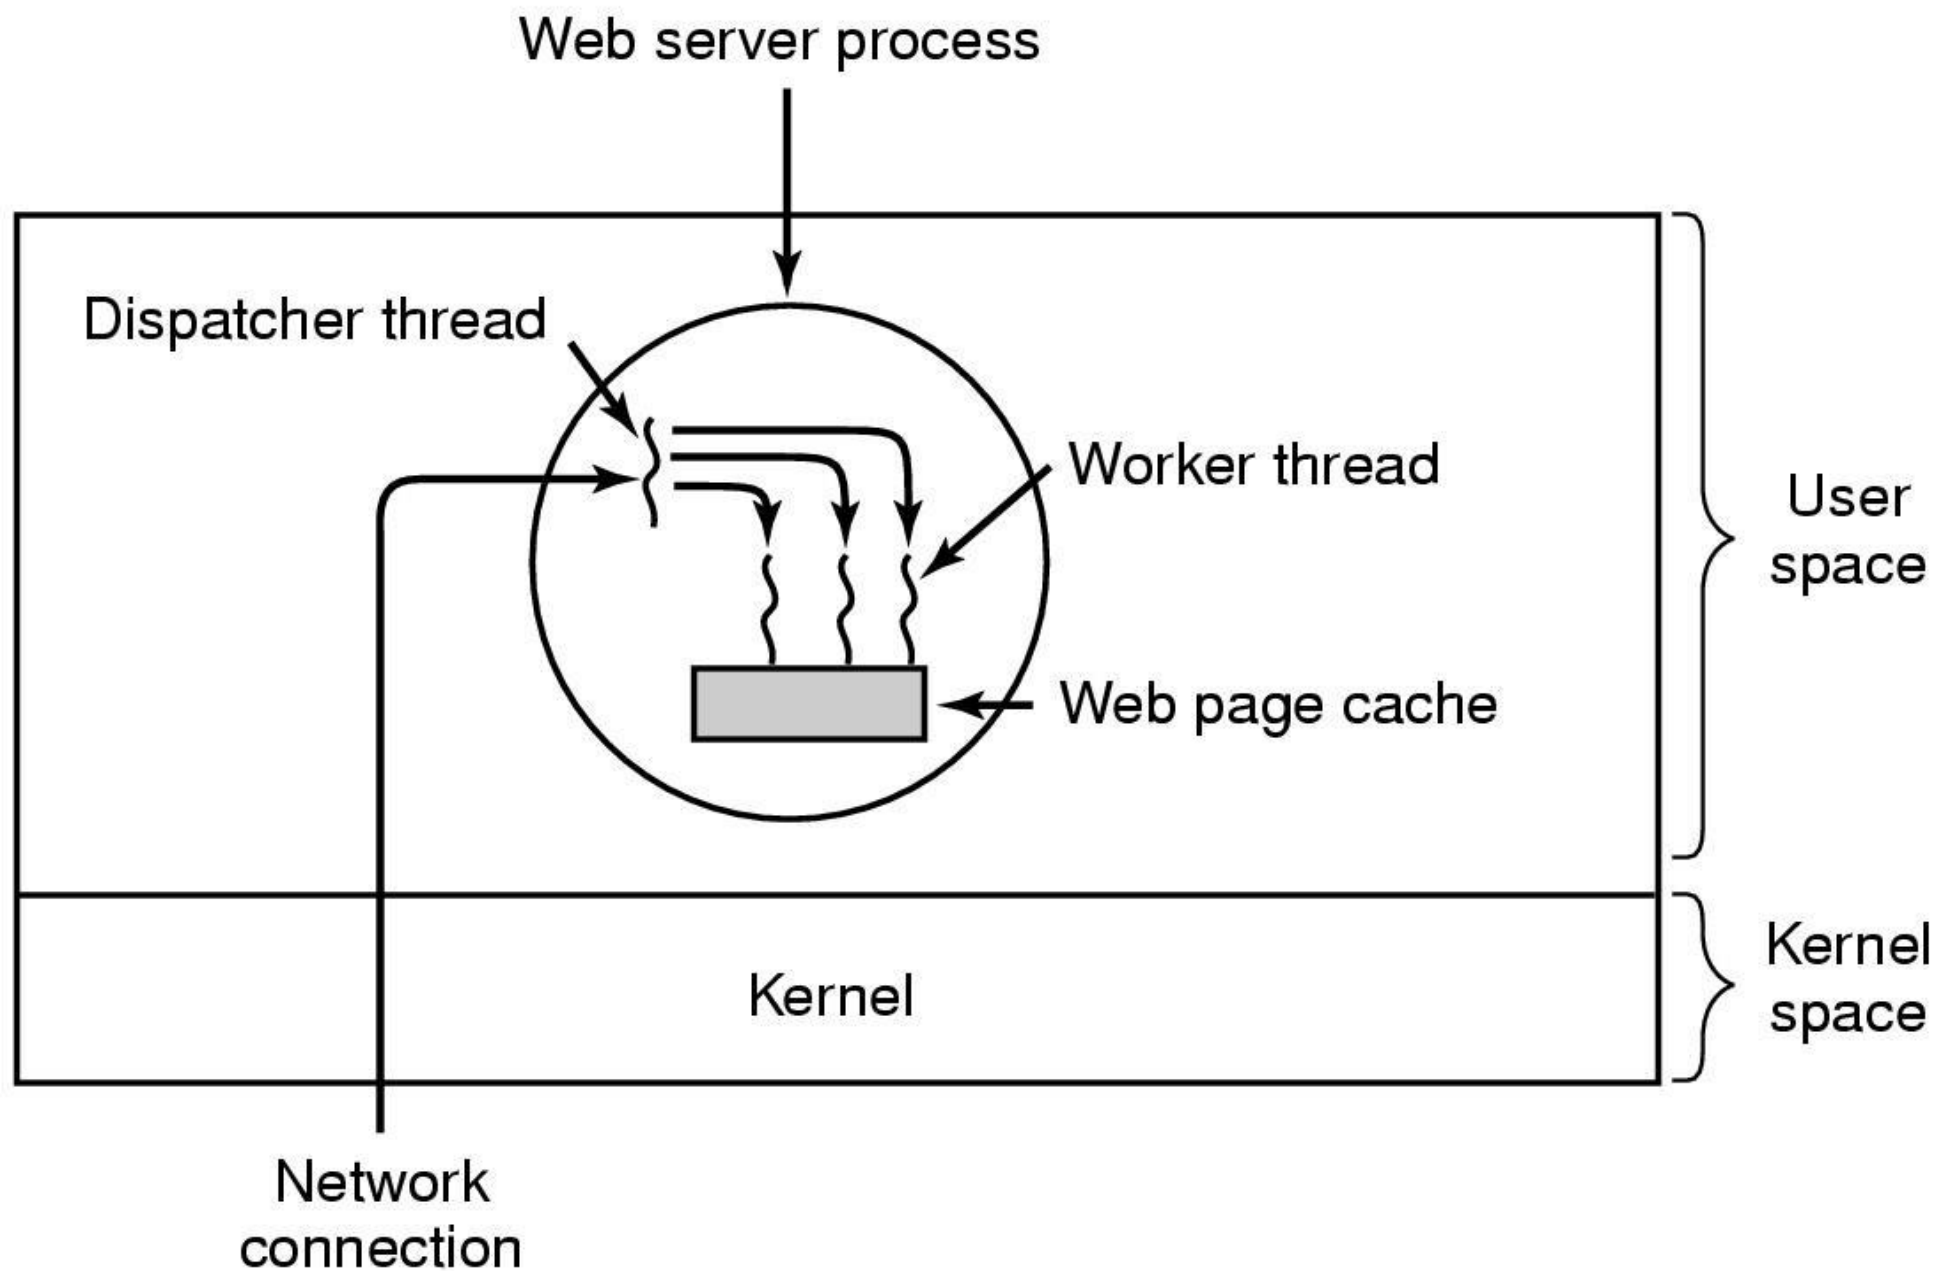 Web server process
Dispatcher thread
Worker thread
User
space
Web page cache
Kernel
Kernel
space
Network
connection